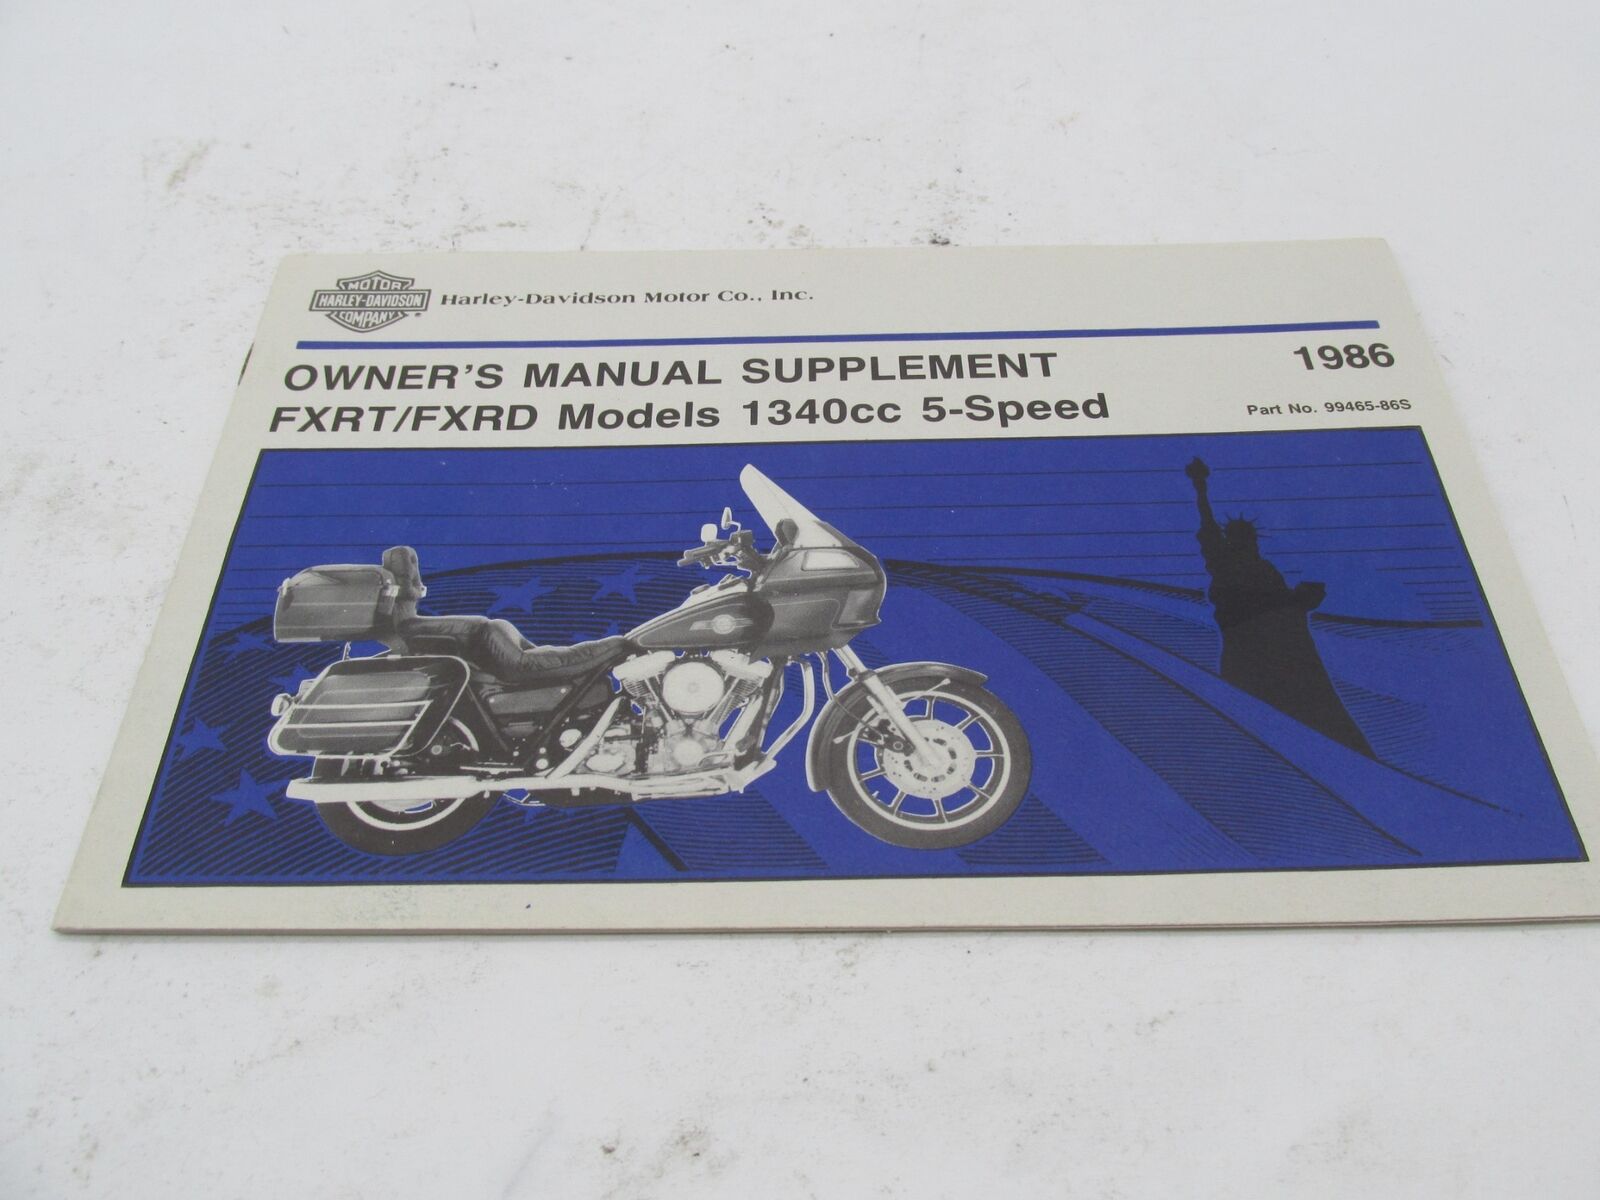 MOTOR
HARLEY-DAVIDSON
COMPANY
®
Harley-Davidson Motor Co., Inc.
OWNER'S MANUAL SUPPLEMENT
1986
FXRT/FXRD Models 1340cc 5-Speed
Part No. 99465-86S